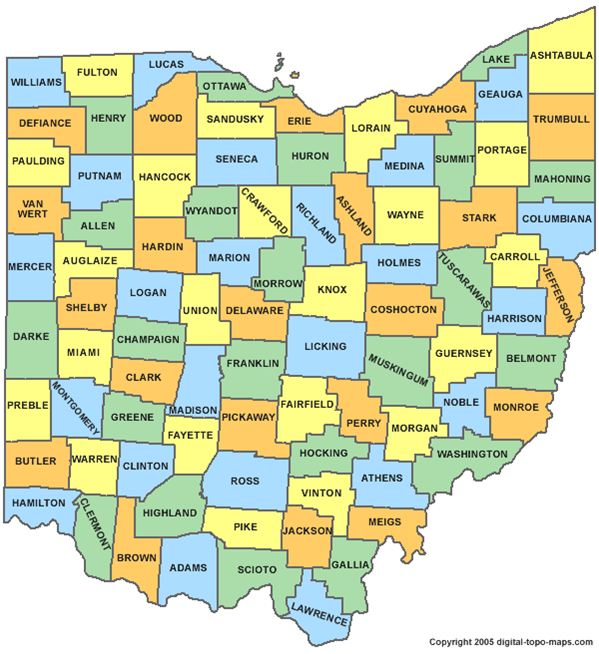 LAKE
ASHTABULA
LUCAS
FULTON
WILLIAMS
OTTAWA
GEAUGA
CUYAHOGA
DEFIANCE
HENRY
WOOD
SANDUSKY
ERIE
LORAIN
TRUMBULL
PAULDING
PUTNAM
HANCOCK
SENECA
HURON
MEDINA
SUMMIT
PORTAGE
MAHONING
VAN
WERT
ALLEN
WYANDOT
CRAWFORD
RICHLAND
ASHLAND
WAYNE
STARK
COLUMBIANA
MERCER
AUGLAIZE
HARDIN
MARION
MORROW
HOLMES
TUSCARAWAS
CARROLL
JEFFERSON
LOGAN
KNOX
SHELBY
UNION
DELAWARE
COSHOCTON
HARRISON
DARKE
CHAMPAIGN
LICKING
MIAMI
FRANKLIN
MUSKINGUM
GUERNSEY
BELMONT
CLARK
PREBLE
MONTGOMERY
GREENE
MADISON
PICKAWAY
FAIRFIELD
PERRY
MORGAN
NOBLE
MONROE
FAYETTE
BUTLER
WARREN
CLINTON
HOCKING
WASHINGTON
ROSS
ATHENS
HAMILTON
CLERMONT
HIGHLAND
VINTON
PIKE
JACKSON
MEIGS
BROWN
ADAMS
SCIOTO
GALLIA
LAWRENCE
Copyright 2005 digital-topo-maps.com